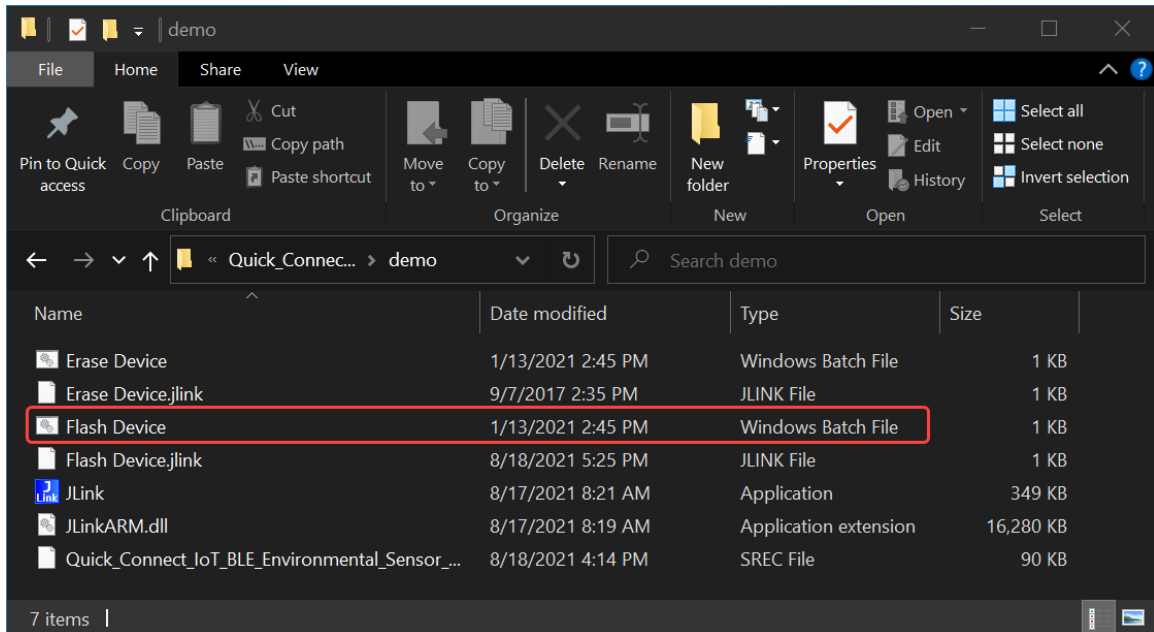 demo
File Home Share View
Pin to Quick access
Copy
Paste
Cut
Copy path
Paste shortcut
Move to
Copy to
Delete
Rename
New folder
Properties
Open
Edit
History
Select all
Select none
Invert selection
Clipboard Organize New Open Select
« Quick_Connec... > demo
Search demo
Name Date modified Type Size
Erase Device 1/13/2021 2:45 PM Windows Batch File 1 KB
Erase Device.jlink 9/7/2017 2:35 PM JLINK File 1 KB
Flash Device 1/13/2021 2:45 PM Windows Batch File 1 KB
Flash Device.jlink 8/18/2021 5:25 PM JLINK File 1 KB
J Link JLink 8/17/2021 8:21 AM Application 349 KB
JLinkARM.dll 8/17/2021 8:19 AM Application extension 16,280 KB
Quick_Connect_IoT_BLE_Environmental_Sensor_... 8/18/2021 4:14 PM SREC File 90 KB
7 items